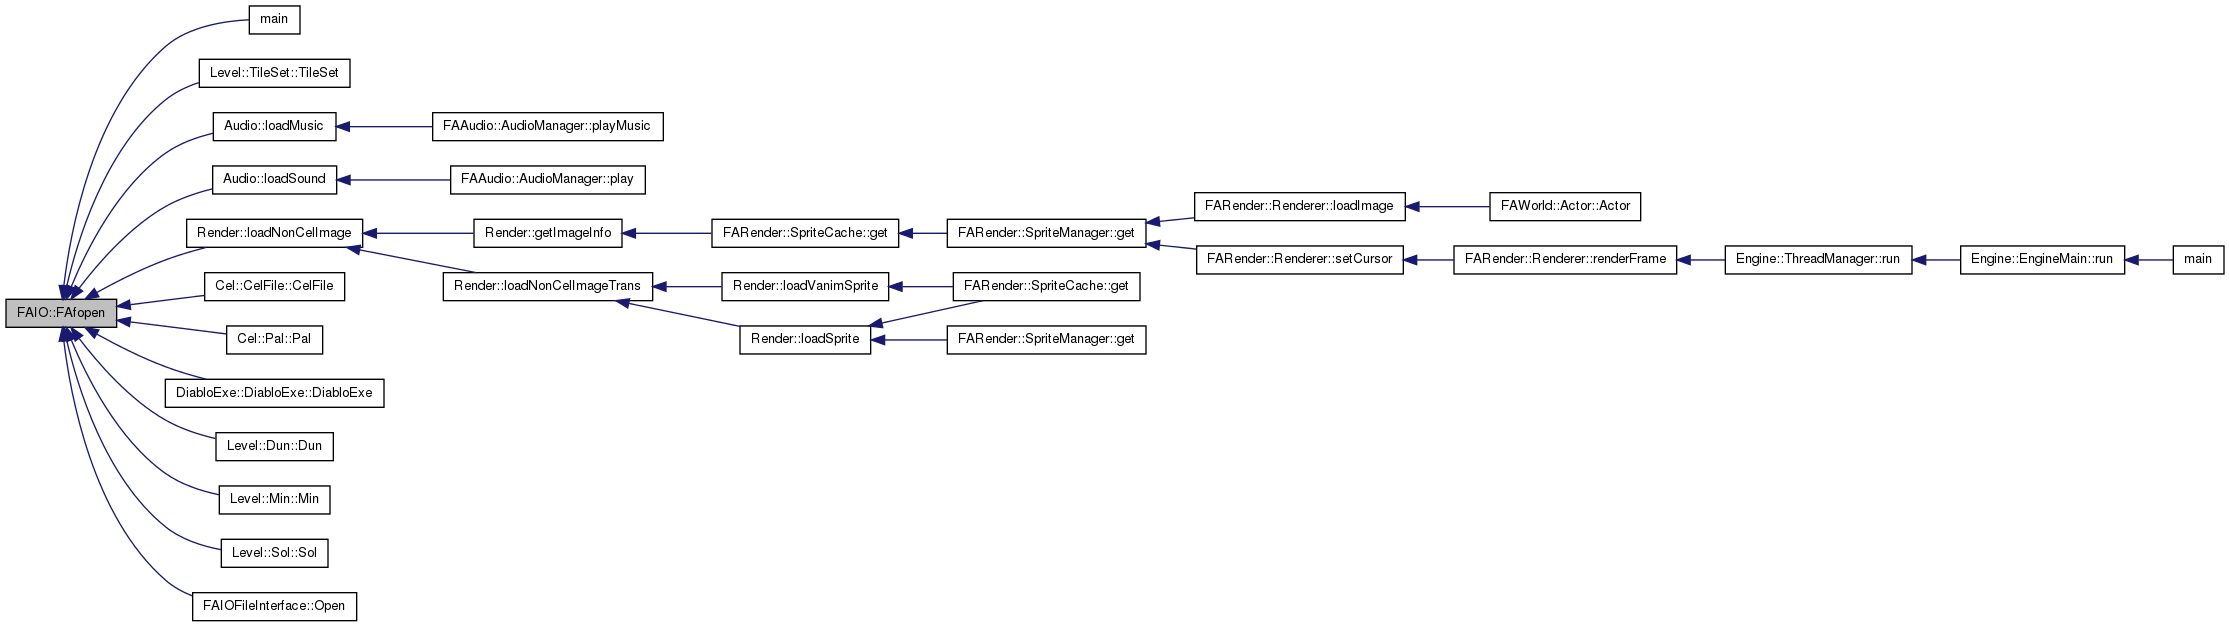 main
Level::TileSet::TileSet
Audio::loadMusic
FAAudio::AudioManager::playMusic
Audio::loadSound
FAAudio::AudioManager::play
FARender::Renderer::loadImage
FAWorld::Actor::Actor
Render::loadNonCelImage
Render::getImageInfo
FARender::SpriteCache::get
FARender::SpriteManager::get
FARender::Renderer::setCursor
FARender::Renderer::renderFrame
Engine::ThreadManager::run
Engine::EngineMain::run
main
Cel::CelFile::CelFile
Render::loadNonCelImageTrans
Render::loadVanimSprite
FARender::SpriteCache::get
FAIO::FAfopen
Cel::Pal::Pal
Render::loadSprite
FARender::SpriteManager::get
DiabloExe::DiabloExe::DiabloExe
Level::Dun::Dun
Level::Min::Min
Level::Sol::Sol
FAIOFileInterface::Open